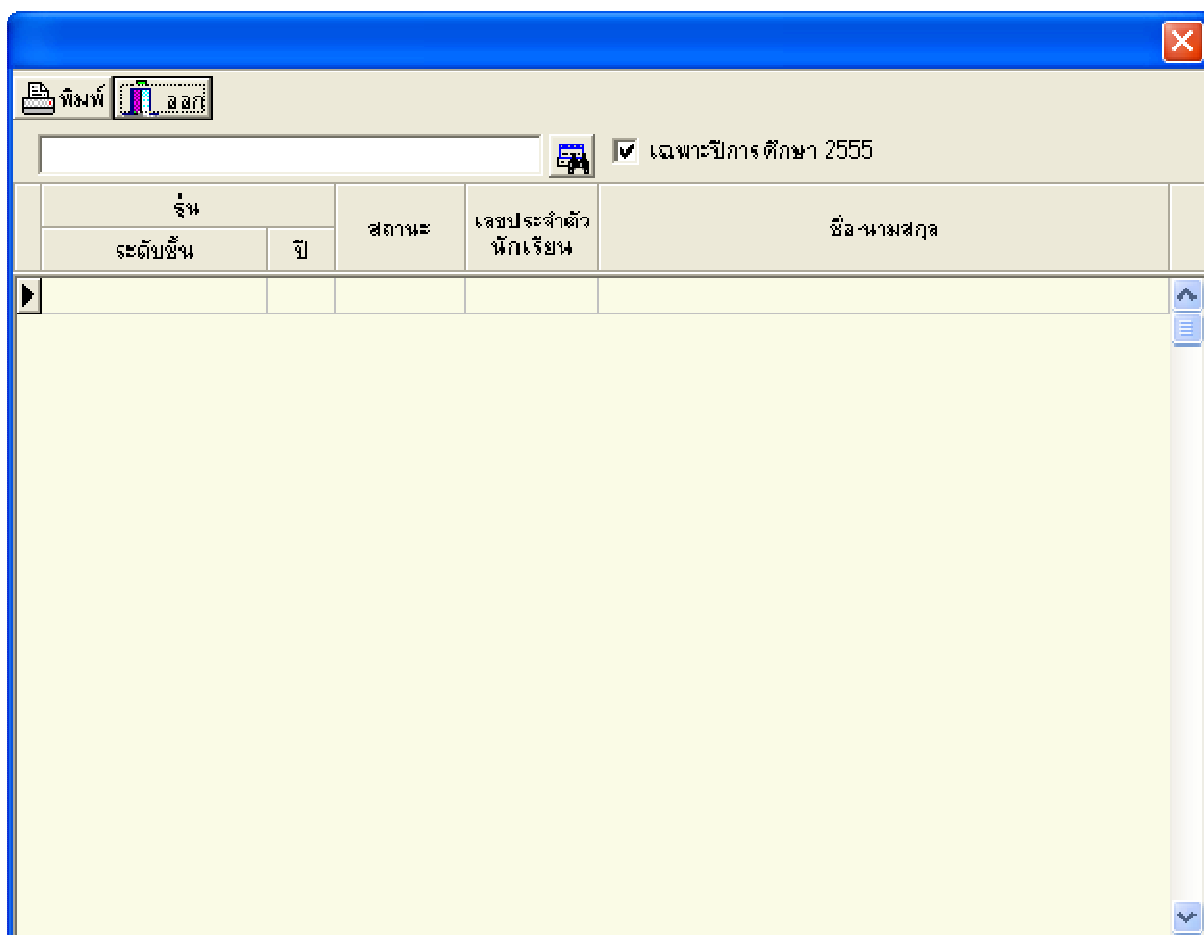 พิมพ์ ออก
เฉพาะปีการศึกษา 2555
รุ่น
ระดับชั้น ปี
สถานะ
เลขประจำตัว
นักเรียน
ชื่อ-นามสกุล